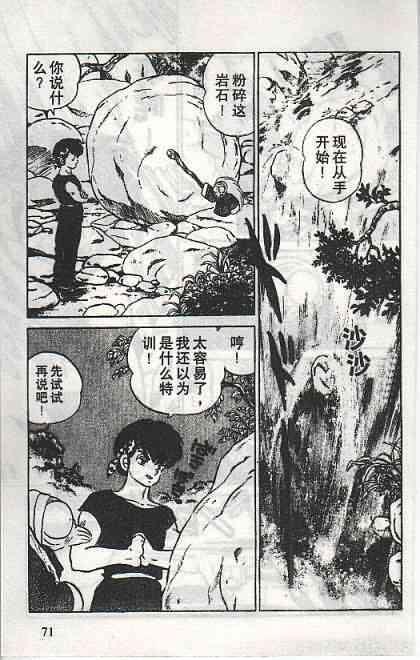 现在从手
开始！
沙沙
粉碎这
岩石！
你说什
么？
哼！
太容易了，
我还以为
是什么特
训！
先试试
再说吧！
71